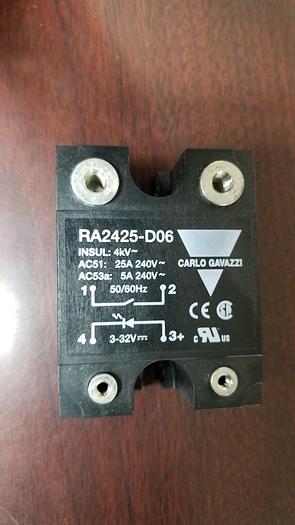 RA2425-D06
INSUL: 4kV~
AC51: 25A 240V~
AC53a: 5A 240V~
CARLO GAVAZZI
1 50/60Hz 2
CE
4 3-32V⎓ 3+
c RU US